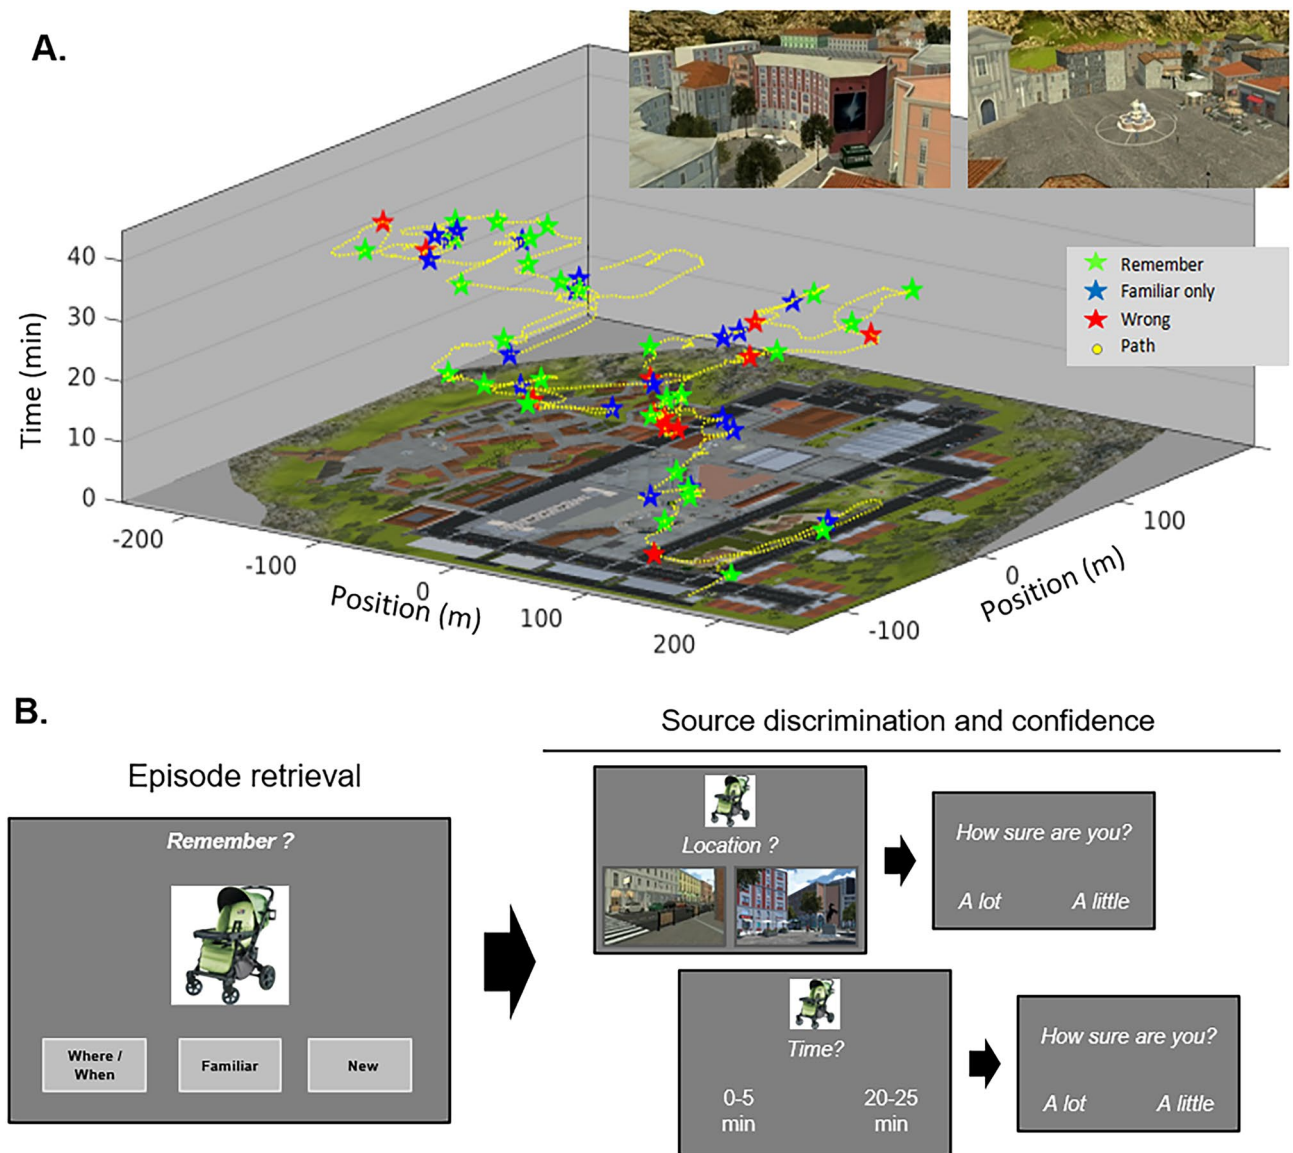 A.
Remember
Familiar only
Wrong
Path
Time (min)
40
30
20
10
0
-200
-100
0
100
200
Position (m)
-100
0
100
Position (m)
B.
Source discrimination and confidence
Episode retrieval
Remember ?
Where /
When
Familiar
New
Location ?
How sure are you?
A lot
A little
Time?
0-5
min
20-25
min
How sure are you?
A lot
A little